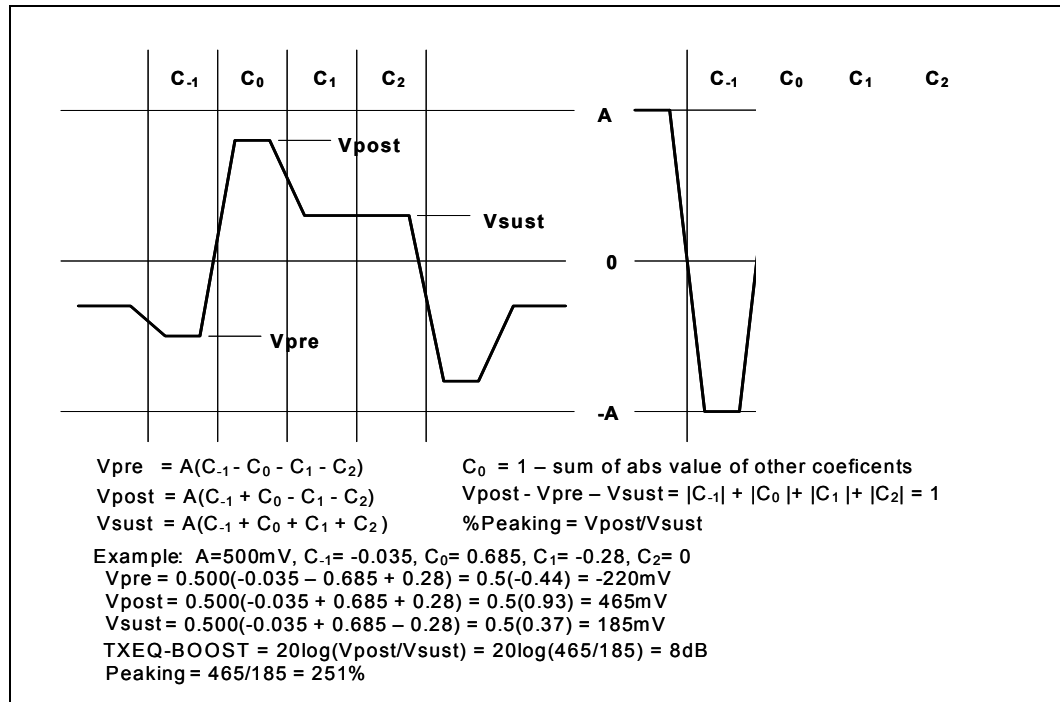 C-1 C0 C1 C2 C-1 C0 C1 C2
A
Vpost
Vsust
0
Vpre
-A
Vpre = A(C-1 - C0 - C1 - C2)
C0 = 1 – sum of abs value of other coeficents
Vpost = A(C-1 + C0 - C1 - C2)
Vpost - Vpre – Vsust = |C-1| + |C0| + |C1| + |C2| = 1
Vsust = A(C-1 + C0 + C1 + C2)
%Peaking = Vpost/Vsust
Example: A=500mV, C-1= -0.035, C0= 0.685, C1= -0.28, C2= 0
Vpre = 0.500(-0.035 – 0.685 + 0.28) = 0.5(-0.44) = -220mV
Vpost = 0.500(-0.035 + 0.685 + 0.28) = 0.5(0.93) = 465mV
Vsust = 0.500(-0.035 + 0.685 – 0.28) = 0.5(0.37) = 185mV
TXEQ-BOOST = 20log(Vpost/Vsust) = 20log(465/185) = 8dB
Peaking = 465/185 = 251%